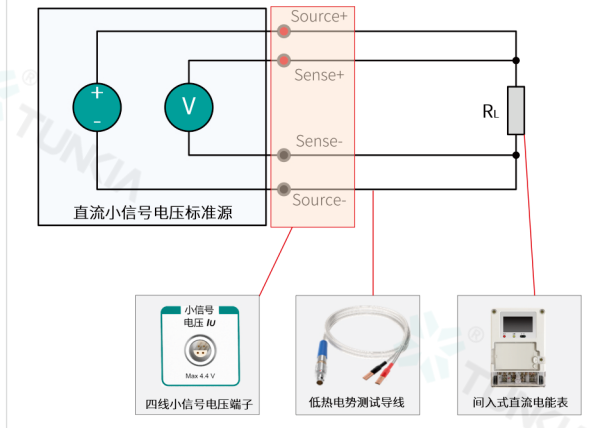 Source+
Sense+
+
-
V
RL
Sense-
Source-
直流小信号电压标准源
小信号
电压 IU
Max 4.4 V
四线小信号电压端子
低热电势测试导线
间入式直流电能表
® TUNKIA
® TUNKIA